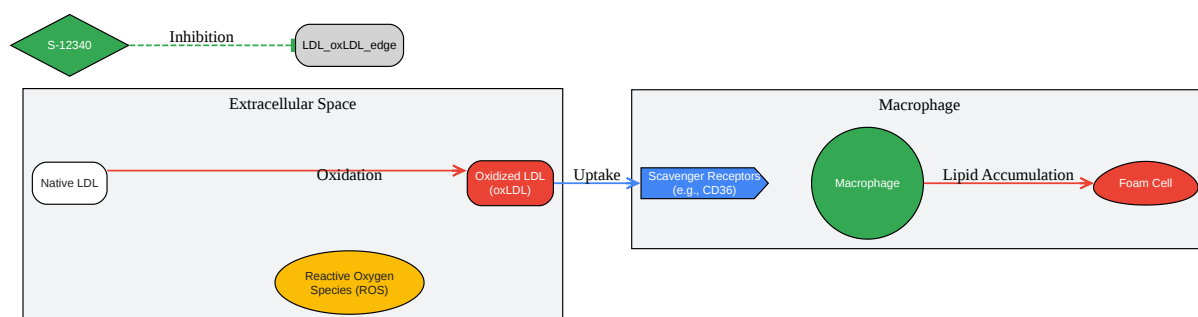 S-12340
Inhibition
LDL_oxLDL_edge
Extracellular Space
Macrophage
Native LDL
Oxidation
Oxidized LDL
(oxLDL)
Uptake
Scavenger Receptors
(e.g., CD36)
Macrophage
Lipid Accumulation
Foam Cell
Reactive Oxygen
Species (ROS)